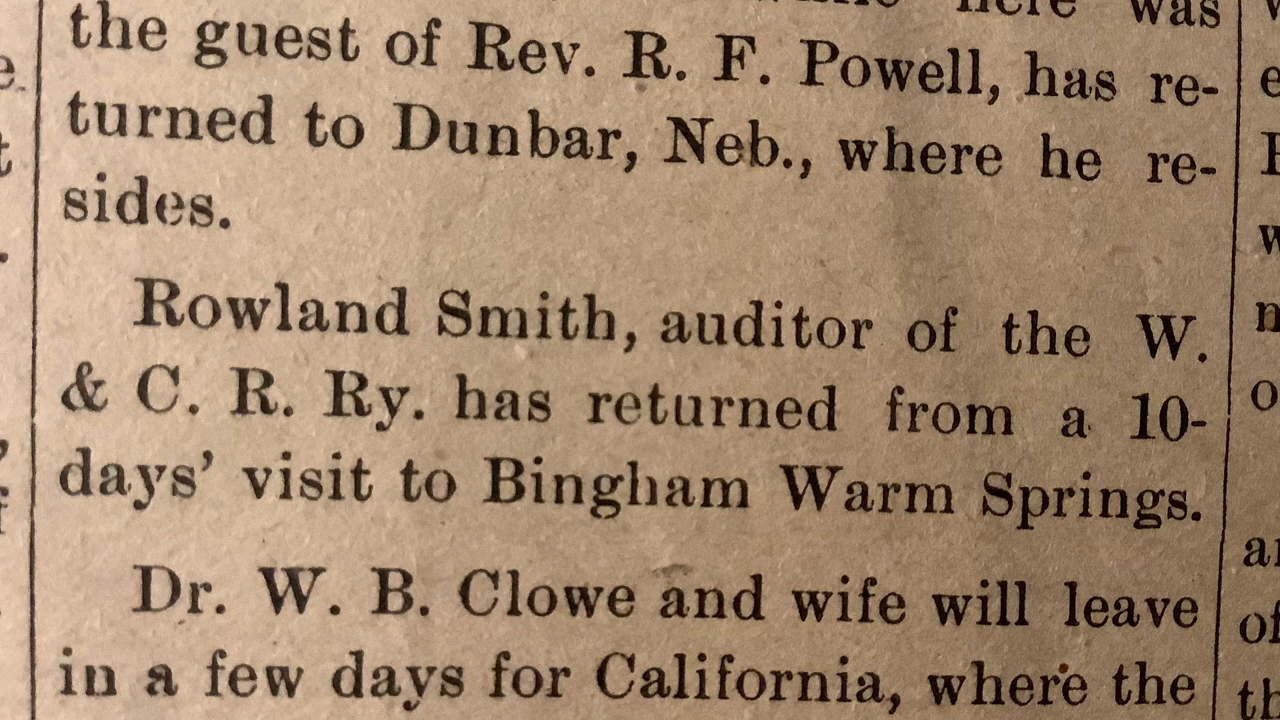 here was
the guest of Rev. R. F. Powell, has re-
turned to Dunbar, Neb., where he re-
sides.
Rowland Smith, auditor of the W.
& C. R. Ry. has returned from a 10-
days' visit to Bingham Warm Springs.
Dr. W. B. Clowe and wife will leave
in a few days for California, where the